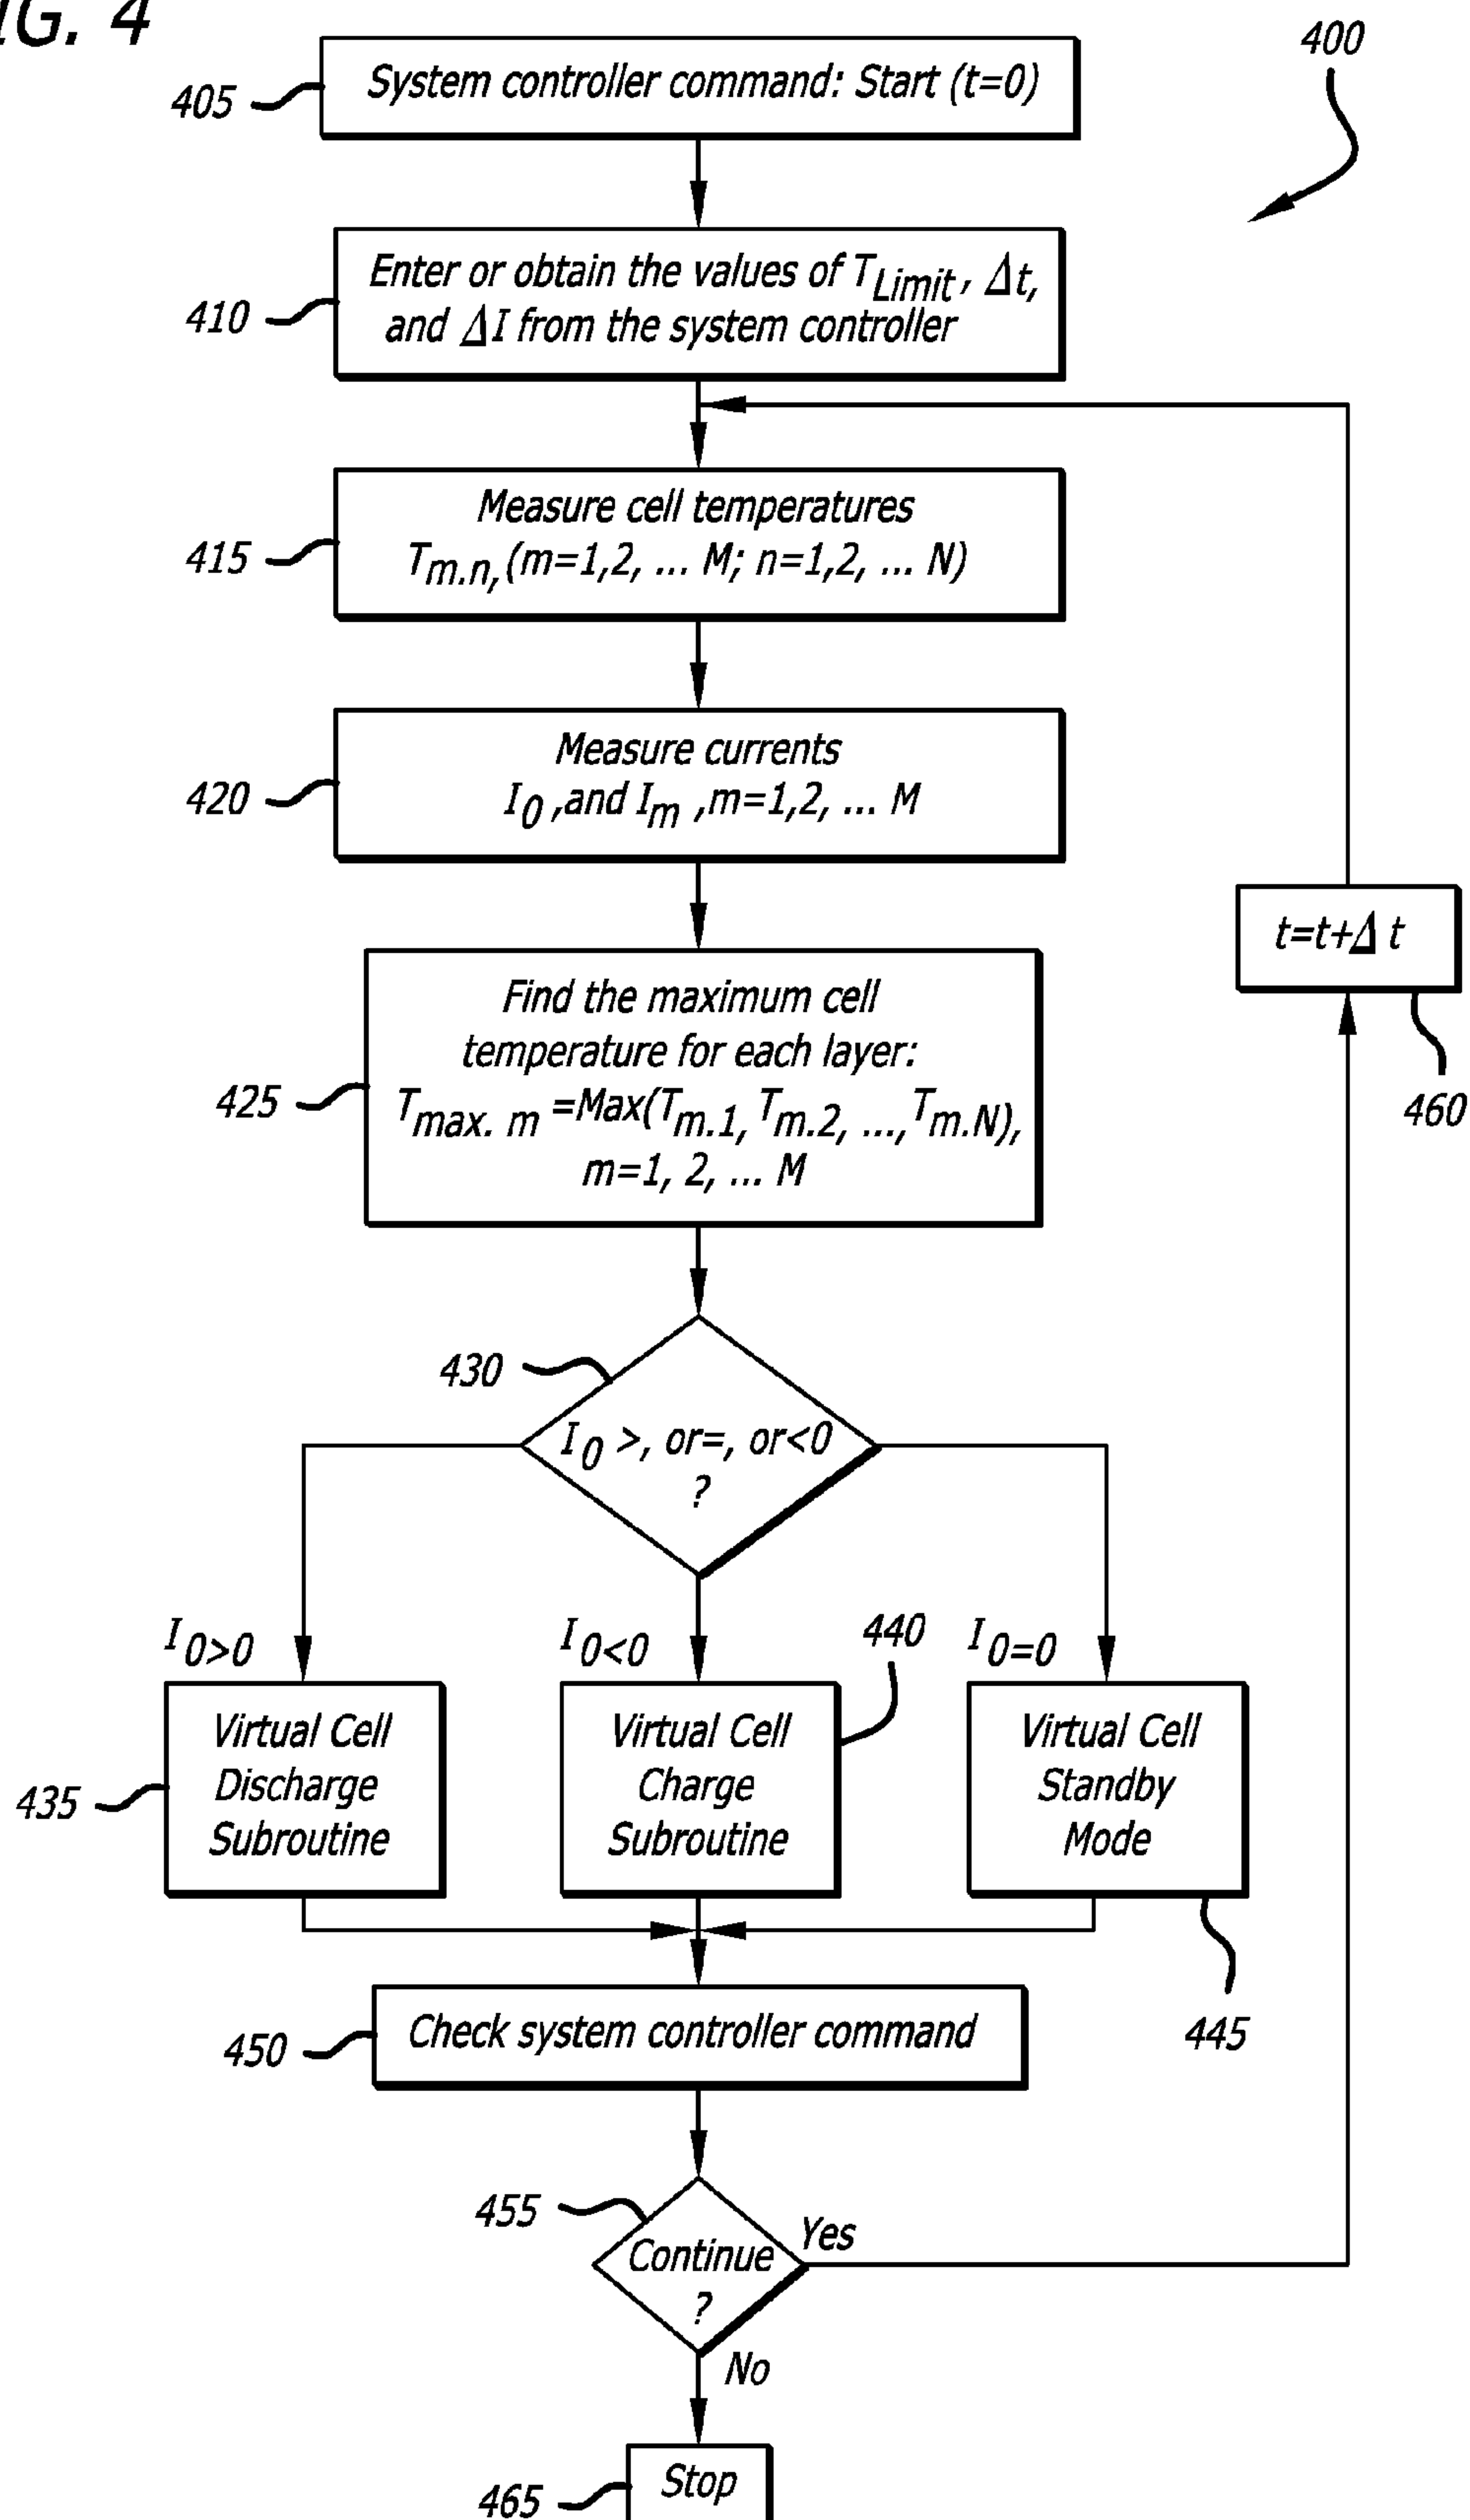 IG. 4
400
405
System controller command: Start (t=0)
410
Enter or obtain the values of TLimit, Δt,
and ΔI from the system controller
415
Measure cell temperatures
Tm.n, (m=1,2, ... M; n=1,2, ... N)
420
Measure currents
I0 ,and Im ,m=1,2, ... M
t=t+Δ t
460
425
Find the maximum cell
temperature for each layer:
Tmax. m =Max(Tm.1, Tm.2, ...,Tm.N),
m=1, 2, ... M
430
I0 >, or=, or<0
?
I0>0
I0<0
440
I0=0
435
Virtual Cell
Discharge
Subroutine
Virtual Cell
Charge
Subroutine
Virtual Cell
Standby
Mode
445
450
Check system controller command
455
Continue
?
Yes
No
465
Stop